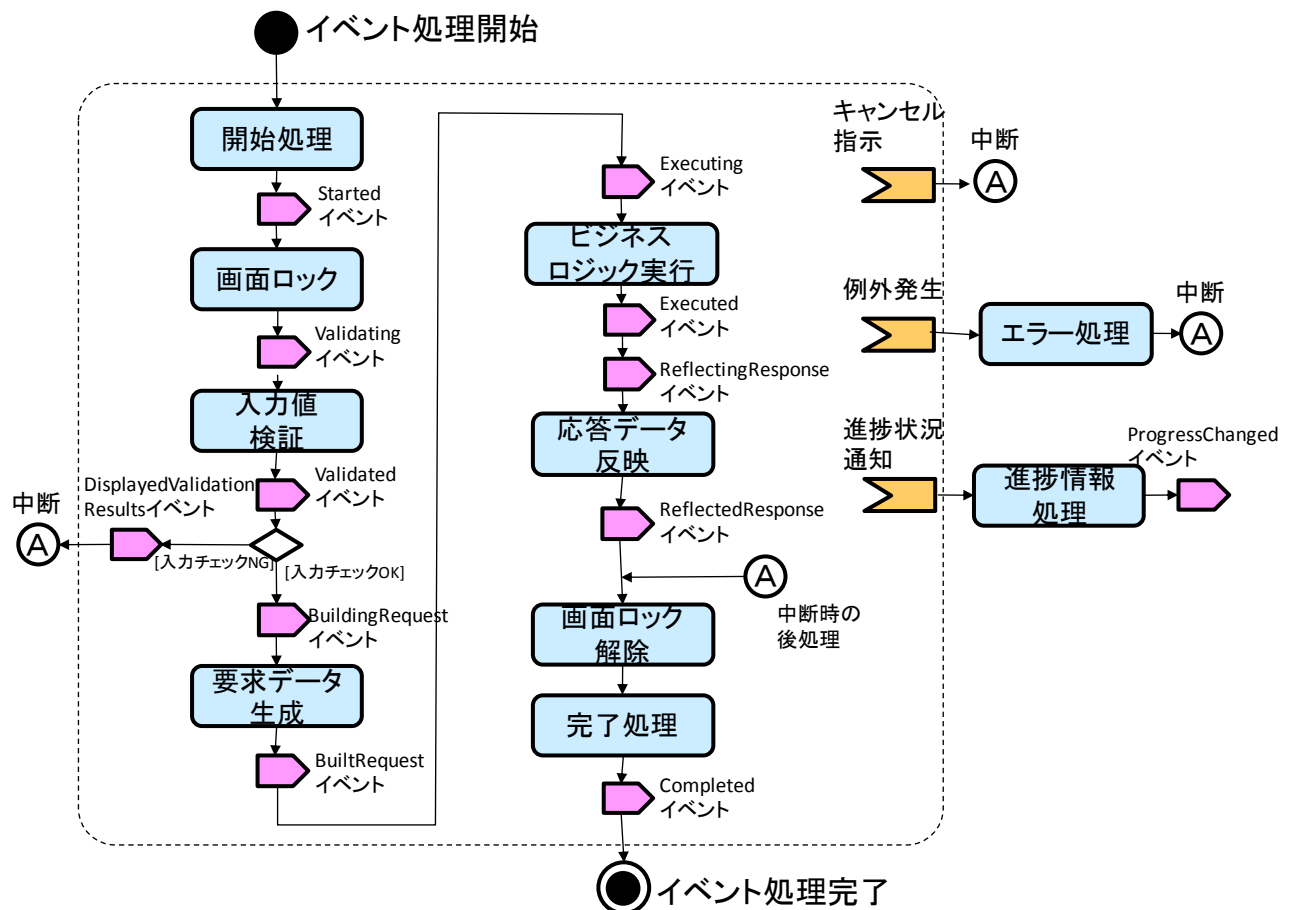 イベント処理開始
開始処理
Started
イベント
画面ロック
Validating
イベント
入力値
検証
Validated
イベント
DisplayedValidation
Resultsイベント
中断
A
[入力チェックNG]
[入力チェックOK]
BuildingRequest
イベント
要求データ
生成
BuiltRequest
イベント
Executing
イベント
ビジネス
ロジック実行
Executed
イベント
ReflectingResponse
イベント
応答データ
反映
ReflectedResponse
イベント
A
中断時の
後処理
画面ロック
解除
完了処理
Completed
イベント
イベント処理完了
キャンセル
指示
中断
A
例外発生
エラー処理
中断
A
進捗状況
通知
進捗情報
処理
ProgressChanged
イベント